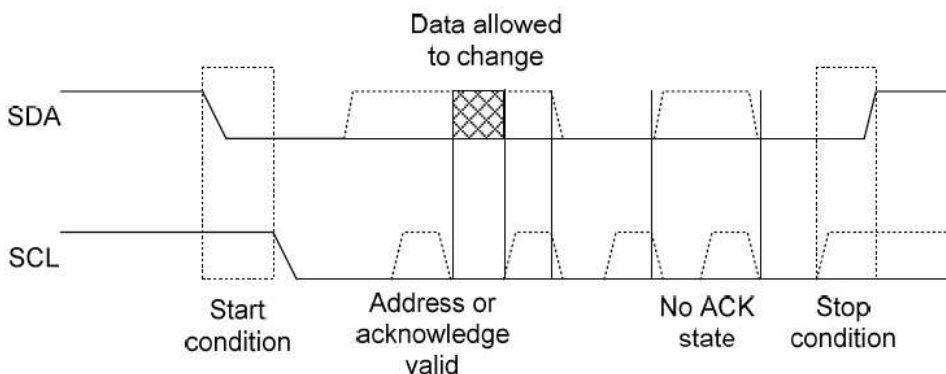 Data allowed
to change
SDA
SCL
Start
condition
Address or
acknowledge
valid
No ACK
state
Stop
condition